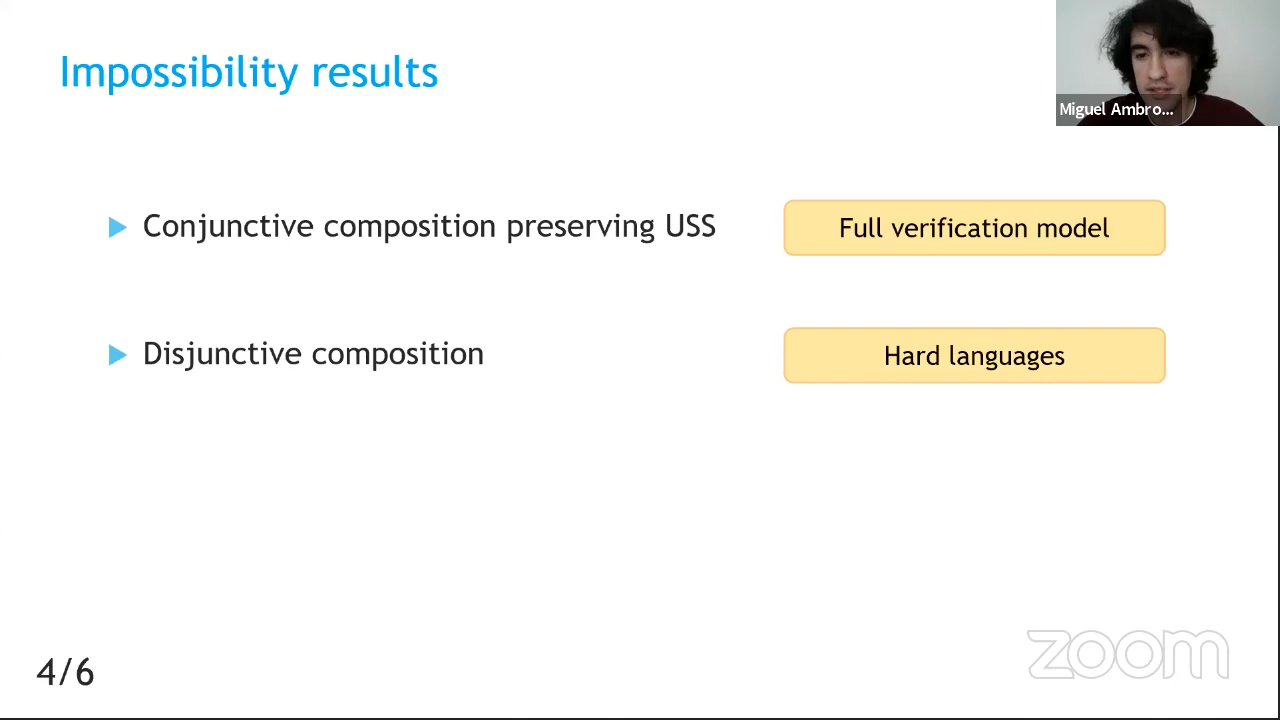 Impossibility results
Miguel Ambro...
Conjunctive composition preserving USS
Full verification model
Disjunctive composition
Hard languages
4/6
zoom